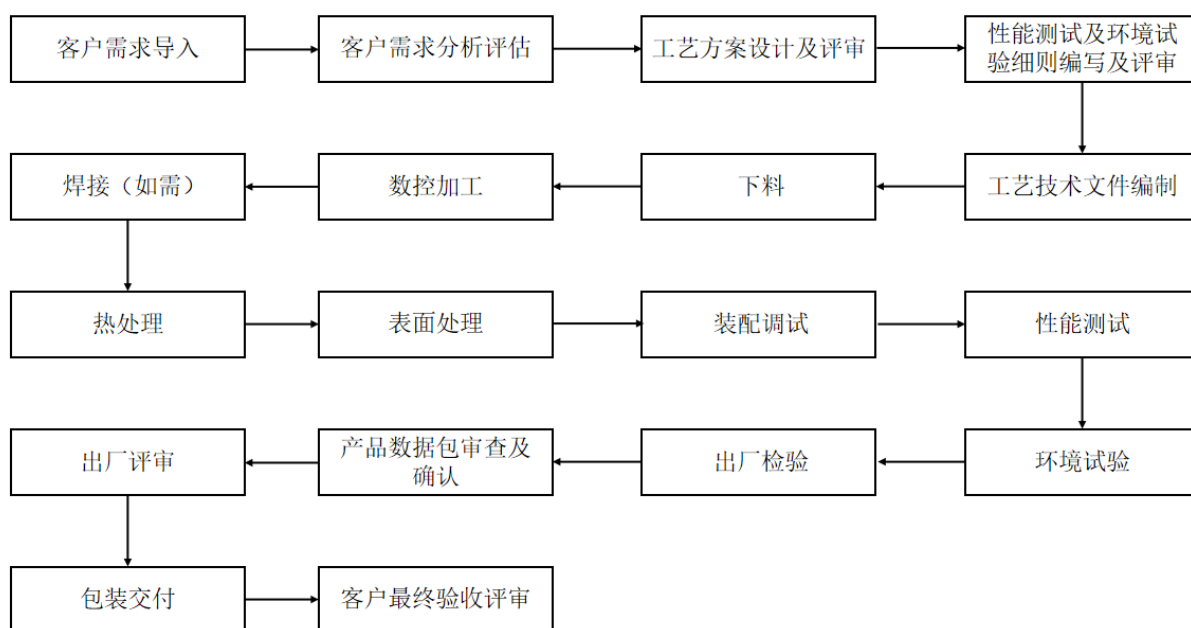 客户需求导入
客户需求分析评估
工艺方案设计及评审
性能测试及环境试
验细则编写及评审
焊接（如需）
数控加工
下料
工艺技术文件编制
热处理
表面处理
装配调试
性能测试
出厂评审
产品数据包审查及
确认
出厂检验
环境试验
包装交付
客户最终验收评审